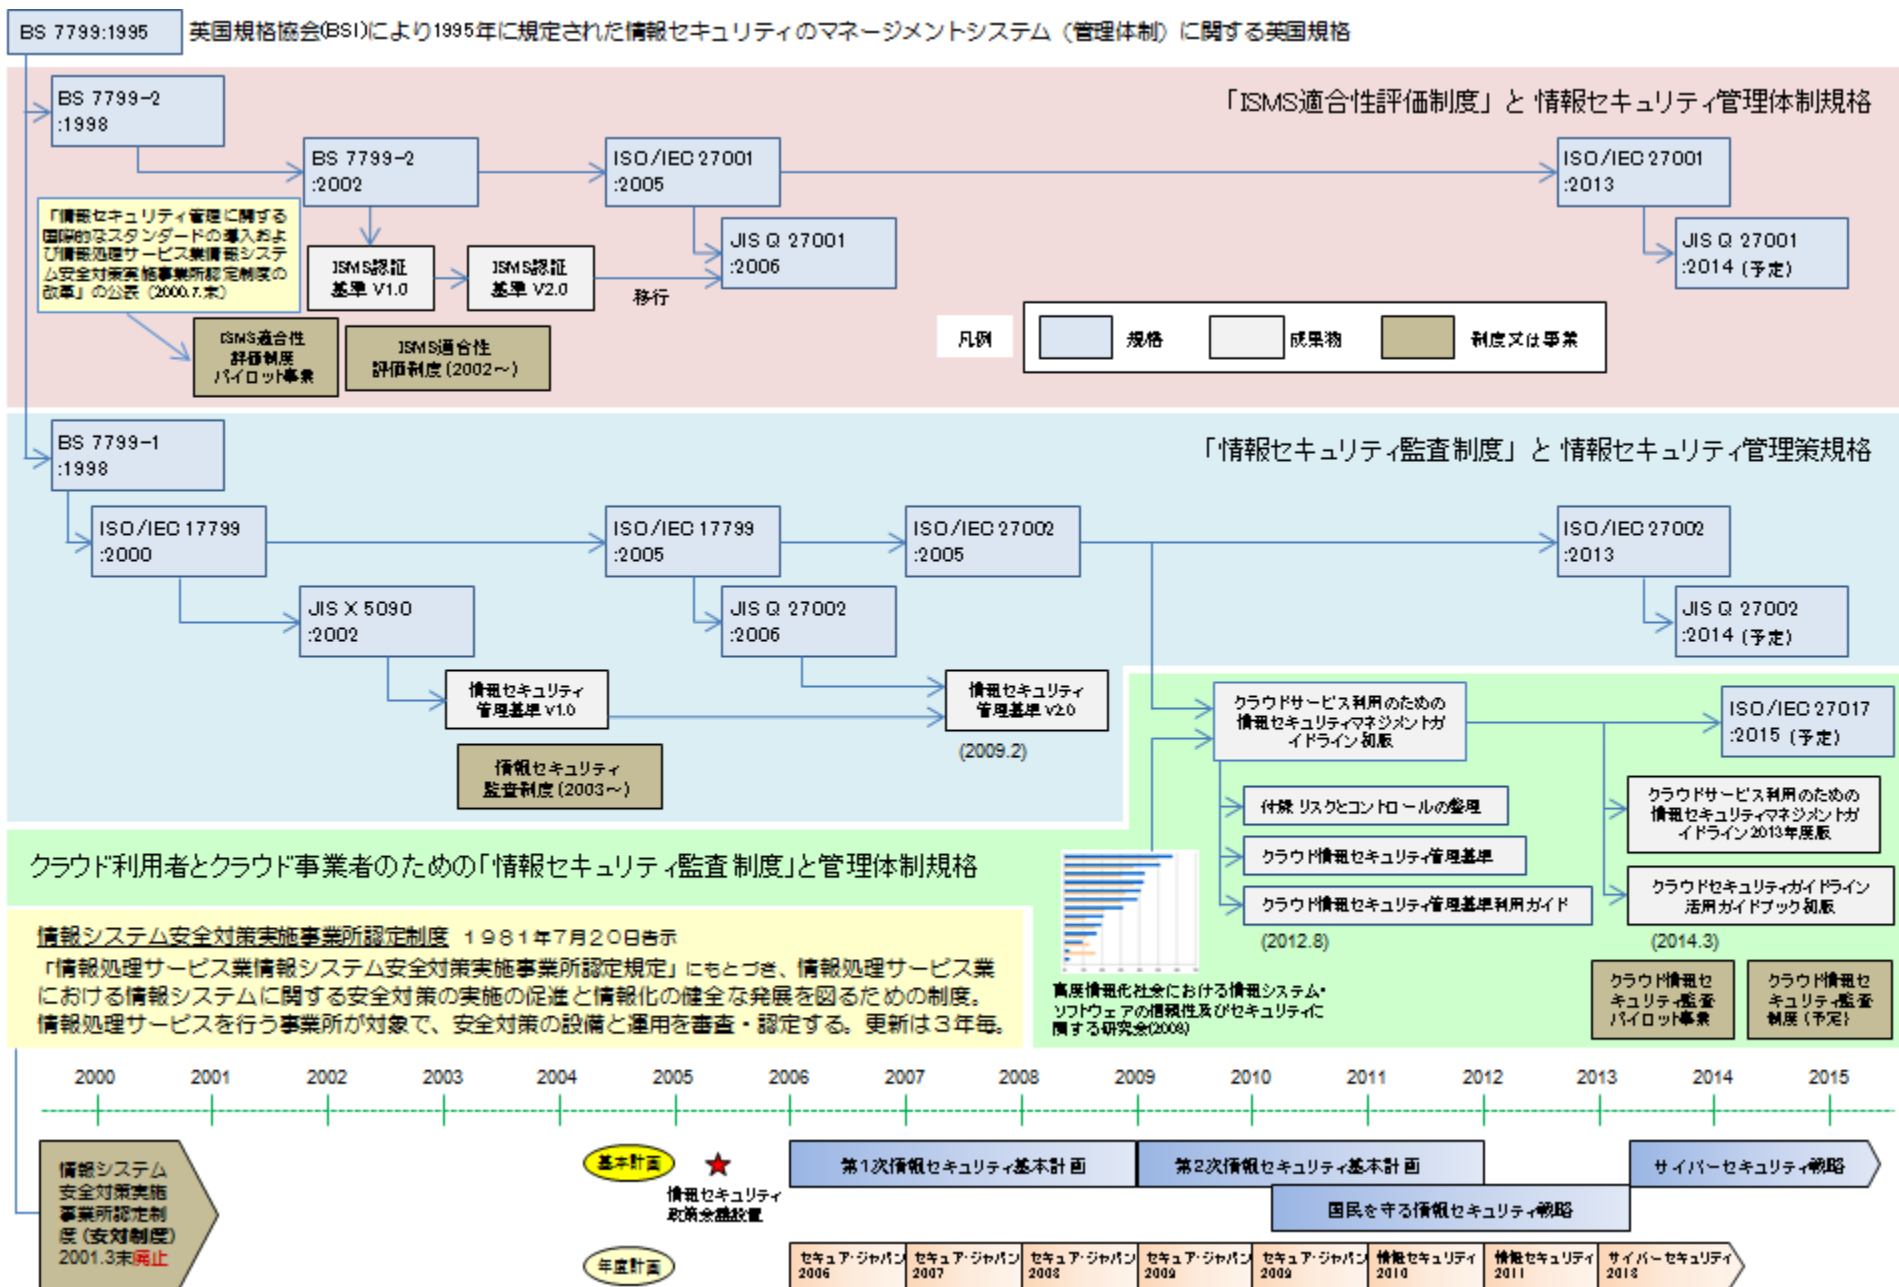 BS 7799:1995
英国規格協会(BSI)により1995年に規定された情報セキュリティのマネージメントシステム（管理体制）に関する英国規格
「ISMS適合性評価制度」と 情報セキュリティ管理体制規格
BS 7799-2
:1998
BS 7799-2
:2002
ISO/IEC 27001
:2005
ISO/IEC 27001
:2013
「情報セキュリティ管理に関する
国際的なスタンダードの導入およ
び情報処理サービス業情報システ
ム安全対策実施事業所認定制度の
改革」の公表（2000.7.末）
ISMS認証
基準 V1.0
ISMS認証
基準 V2.0
移行
JIS Q 27001
:2006
JIS Q 27001
:2014 (予定)
ISMS適合性
評価制度
パイロット事業
ISMS適合性
評価制度(2002～)
凡例
規格
成果物
制度又は事業
BS 7799-1
:1998
「情報セキュリティ監査制度」と 情報セキュリティ管理策規格
ISO/IEC 17799
:2000
ISO/IEC 17799
:2005
ISO/IEC 27002
:2005
ISO/IEC 27002
:2013
JIS X 5090
:2002
JIS Q 27002
:2006
JIS Q 27002
:2014 (予定)
情報セキュリティ
管理基準 V1.0
情報セキュリティ
管理基準 V2.0
(2009.2)
情報セキュリティ
監査制度(2003～)
クラウドサービス利用のための
情報セキュリティマネジメントガ
イドライン初版
ISO/IEC 27017
:2015 (予定)
付録 リスクとコントロールの整理
クラウド情報セキュリティ管理基準
クラウド情報セキュリティ管理基準利用ガイド
(2012.8)
クラウドサービス利用のための
情報セキュリティマネジメントガ
イドライン2013年度版
クラウドセキュリティガイドライン
活用ガイドブック初版
(2014.3)
クラウド利用者とクラウド事業者のための「情報セキュリティ監査制度」と管理体制規格
高度情報化社会における情報システム・
ソフトウェアの信頼性及びセキュリティに
関する研究会(2008)
クラウド情報セ
キュリティ監査
パイロット事業
クラウド情報セ
キュリティ監査
制度(予定)
情報システム安全対策実施事業所認定制度 １９８１年７月２０日告示
「情報処理サービス業情報システム安全対策実施事業所認定規定」にもとづき、情報処理サービス業
における情報システムに関する安全対策の実施の促進と情報化の健全な発展を図るための制度。
情報処理サービスを行う事業所が対象で、安全対策の設備と運用を審査・認定する。更新は３年毎。
2000 2001 2002 2003 2004 2005 2006 2007 2008 2009 2010 2011 2012 2013 2014 2015
情報システム
安全対策実施
事業所認定制
度(安対制度)
2001.3末廃止
基本計画
情報セキュリティ
政策会議設置
第1次情報セキュリティ基本計画
第2次情報セキュリティ基本計画
サイバーセキュリティ戦略
国民を守る情報セキュリティ戦略
年度計画
セキュア・ジャパン
2006
セキュア・ジャパン
2007
セキュア・ジャパン
2008
セキュア・ジャパン
2009
セキュア・ジャパン
2009
情報セキュリティ
2010
情報セキュリティ
2011
サイバーセキュリティ
2013